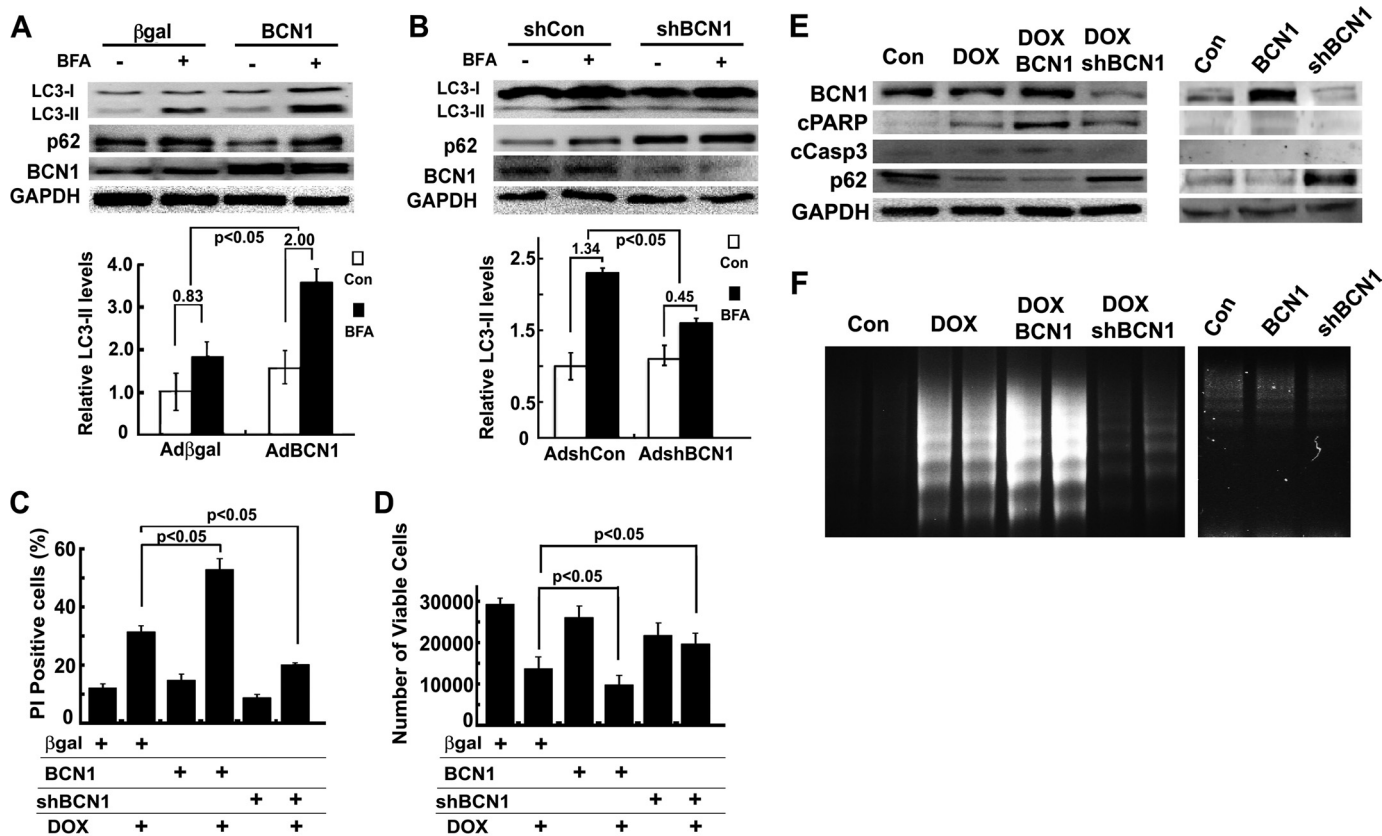 A
βgal BCN1
BFA - + - +
LC3-I
LC3-II
p62
BCN1
GAPDH
p<0.05
2.00
0.83
Relative LC3-II levels
4.0
3.0
2.0
1.0
0
Con
BFA
Adβgal AdBCN1
B
shCon shBCN1
BFA - + - +
LC3-I
LC3-II
p62
BCN1
GAPDH
p<0.05
1.34
0.45
Relative LC3-II levels
2.5
1.5
0.5
0
Con
BFA
AdshCon AdshBCN1
C
p<0.05
p<0.05
PI Positive cells (%)
60
40
20
0
βgal + +
BCN1 + +
shBCN1 + +
DOX + + +
D
p<0.05
p<0.05
Number of Viable Cells
30000
20000
10000
0
βgal + +
BCN1 + +
shBCN1 + +
DOX + + +
E
Con DOX DOX BCN1 DOX shBCN1
Con BCN1 shBCN1
BCN1
cPARP
cCasp3
p62
GAPDH
F
Con DOX DOX BCN1 DOX shBCN1
Con BCN1 shBCN1